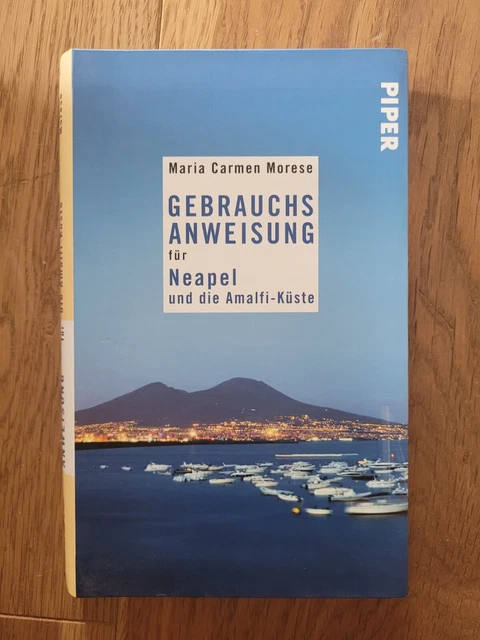 PIPER
Maria Carmen Morese
GEBRAUCHS
ANWEISUNG
für
Neapel
und die Amalfi-Küste